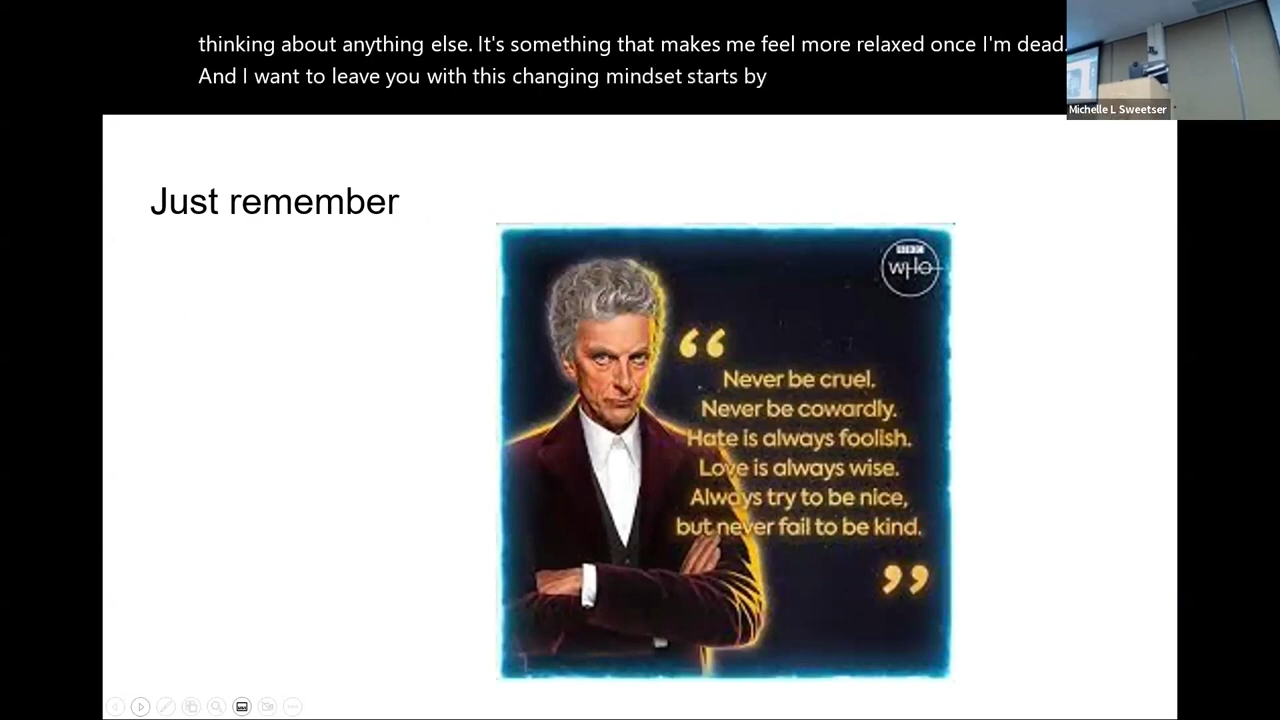 thinking about anything else. It's something that makes me feel more relaxed once I'm dead.
And I want to leave you with this changing mindset starts by
Michelle L Sweetser
Just remember
BBC
WHO
“
Never be cruel.
Never be cowardly.
Hate is always foolish.
Love is always wise.
Always try to be nice,
but never fail to be kind.
”